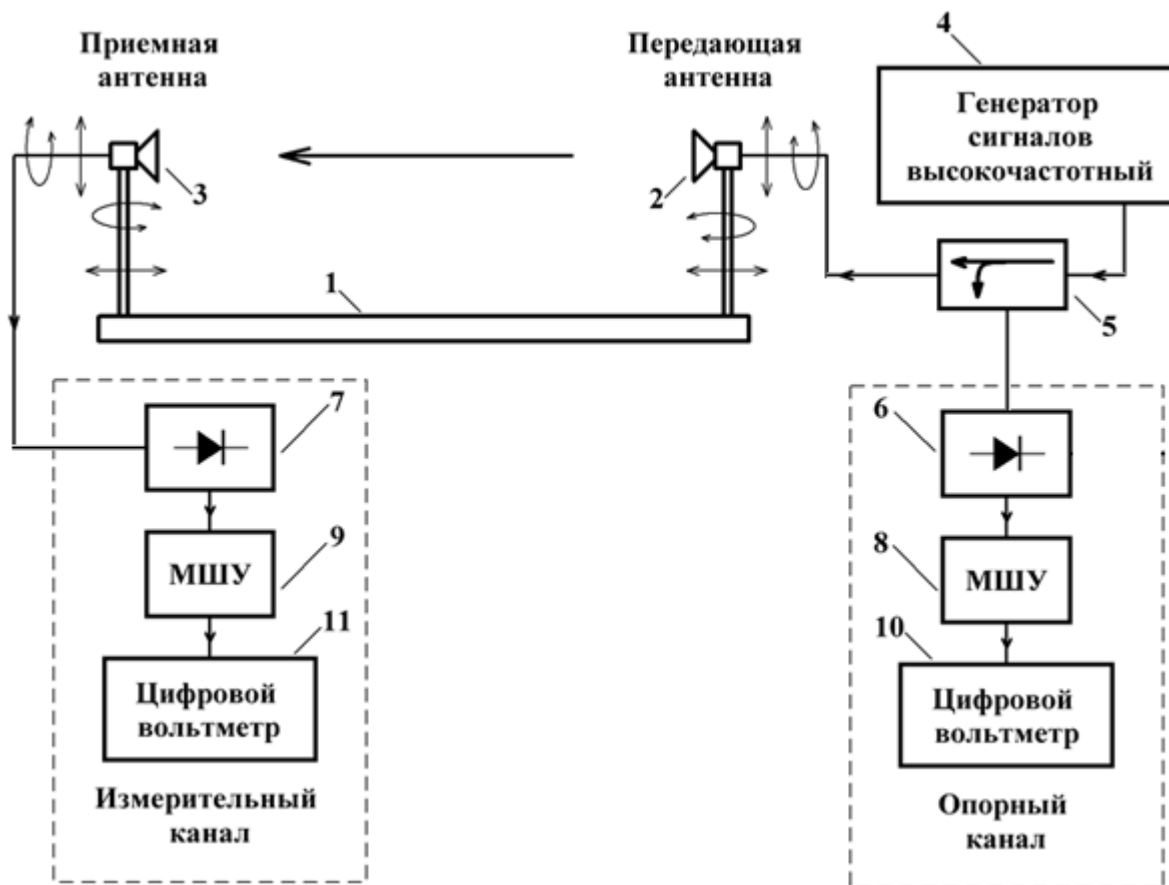 Приемная
антенна
Передающая
антенна
4
Генератор
сигналов
высокочастотный
3
2
1
5
7
6
9
МШУ
8
МШУ
11
10
Цифровой
вольтметр
Цифровой
вольтметр
Измерительный
канал
Опорный
канал